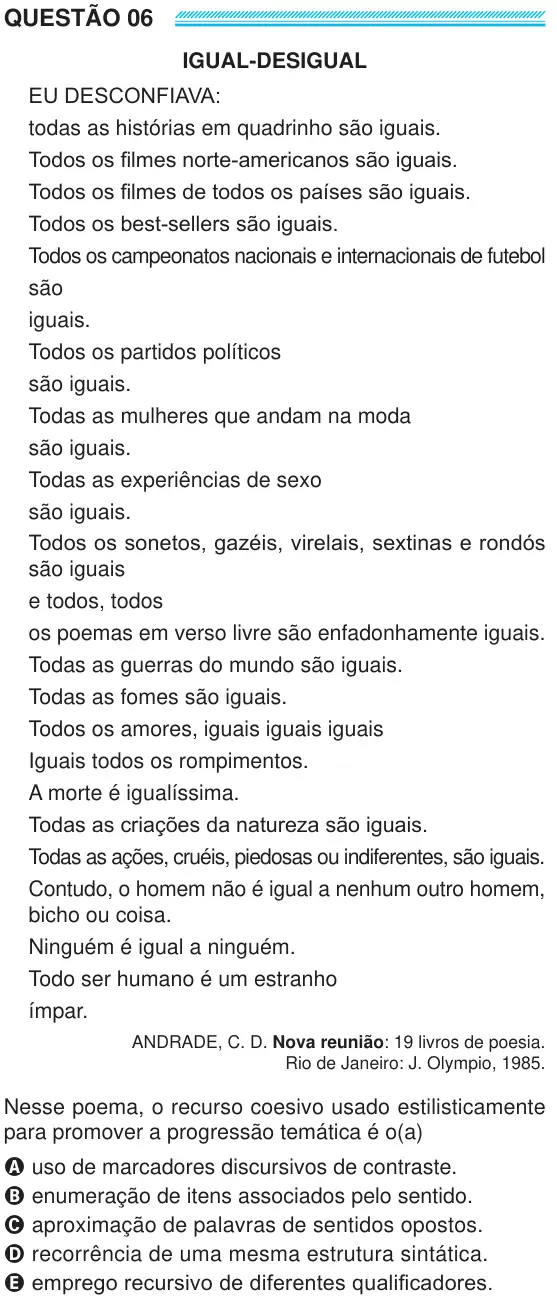 QUESTÃO 06
IGUAL-DESIGUAL
EU DESCONFIAVA:
todas as histórias em quadrinho são iguais.
Todos os filmes norte-americanos são iguais.
Todos os filmes de todos os países são iguais.
Todos os best-sellers são iguais.
Todos os campeonatos nacionais e internacionais de futebol
são
iguais.
Todos os partidos políticos
são iguais.
Todas as mulheres que andam na moda
são iguais.
Todas as experiências de sexo
são iguais.
Todos os sonetos, gazéis, virelais, sextinas e rondós
são iguais
e todos, todos
os poemas em verso livre são enfadonhamente iguais.
Todas as guerras do mundo são iguais.
Todas as fomes são iguais.
Todos os amores, iguais iguais iguais
Iguais todos os rompimentos.
A morte é igualíssima.
Todas as criações da natureza são iguais.
Todas as ações, cruéis, piedosas ou indiferentes, são iguais.
Contudo, o homem não é igual a nenhum outro homem,
bicho ou coisa.
Ninguém é igual a ninguém.
Todo ser humano é um estranho
ímpar.
ANDRADE, C. D. Nova reunião: 19 livros de poesia.
Rio de Janeiro: J. Olympio, 1985.
Nesse poema, o recurso coesivo usado estilisticamente
para promover a progressão temática é o(a)
A uso de marcadores discursivos de contraste.
B enumeração de itens associados pelo sentido.
C aproximação de palavras de sentidos opostos.
D recorrência de uma mesma estrutura sintática.
E emprego recursivo de diferentes qualificadores.